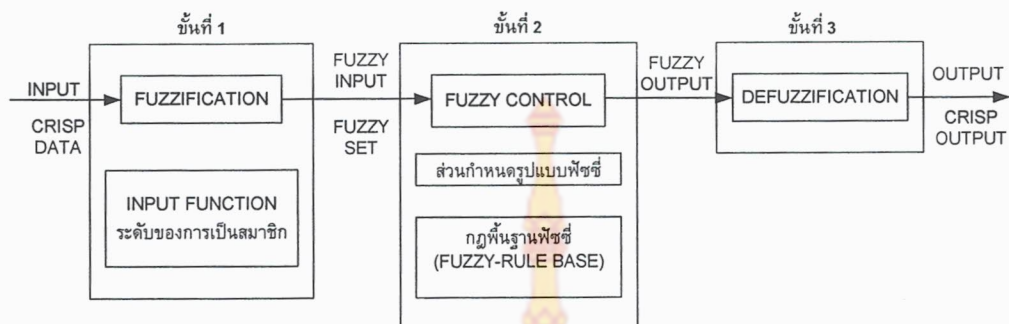 ขั้นที่ 1
INPUT
CRISP
DATA
FUZZIFICATION
INPUT FUNCTION
ระดับของการเป็นสมาชิก
FUZZY
INPUT
FUZZY
SET
ขั้นที่ 2
FUZZY CONTROL
ส่วนกำหนดรูปแบบฟัซซี่
กฎพื้นฐานฟัซซี่
(FUZZY-RULE BASE)
FUZZY
OUTPUT
ขั้นที่ 3
DEFUZZIFICATION
OUTPUT
CRISP
OUTPUT